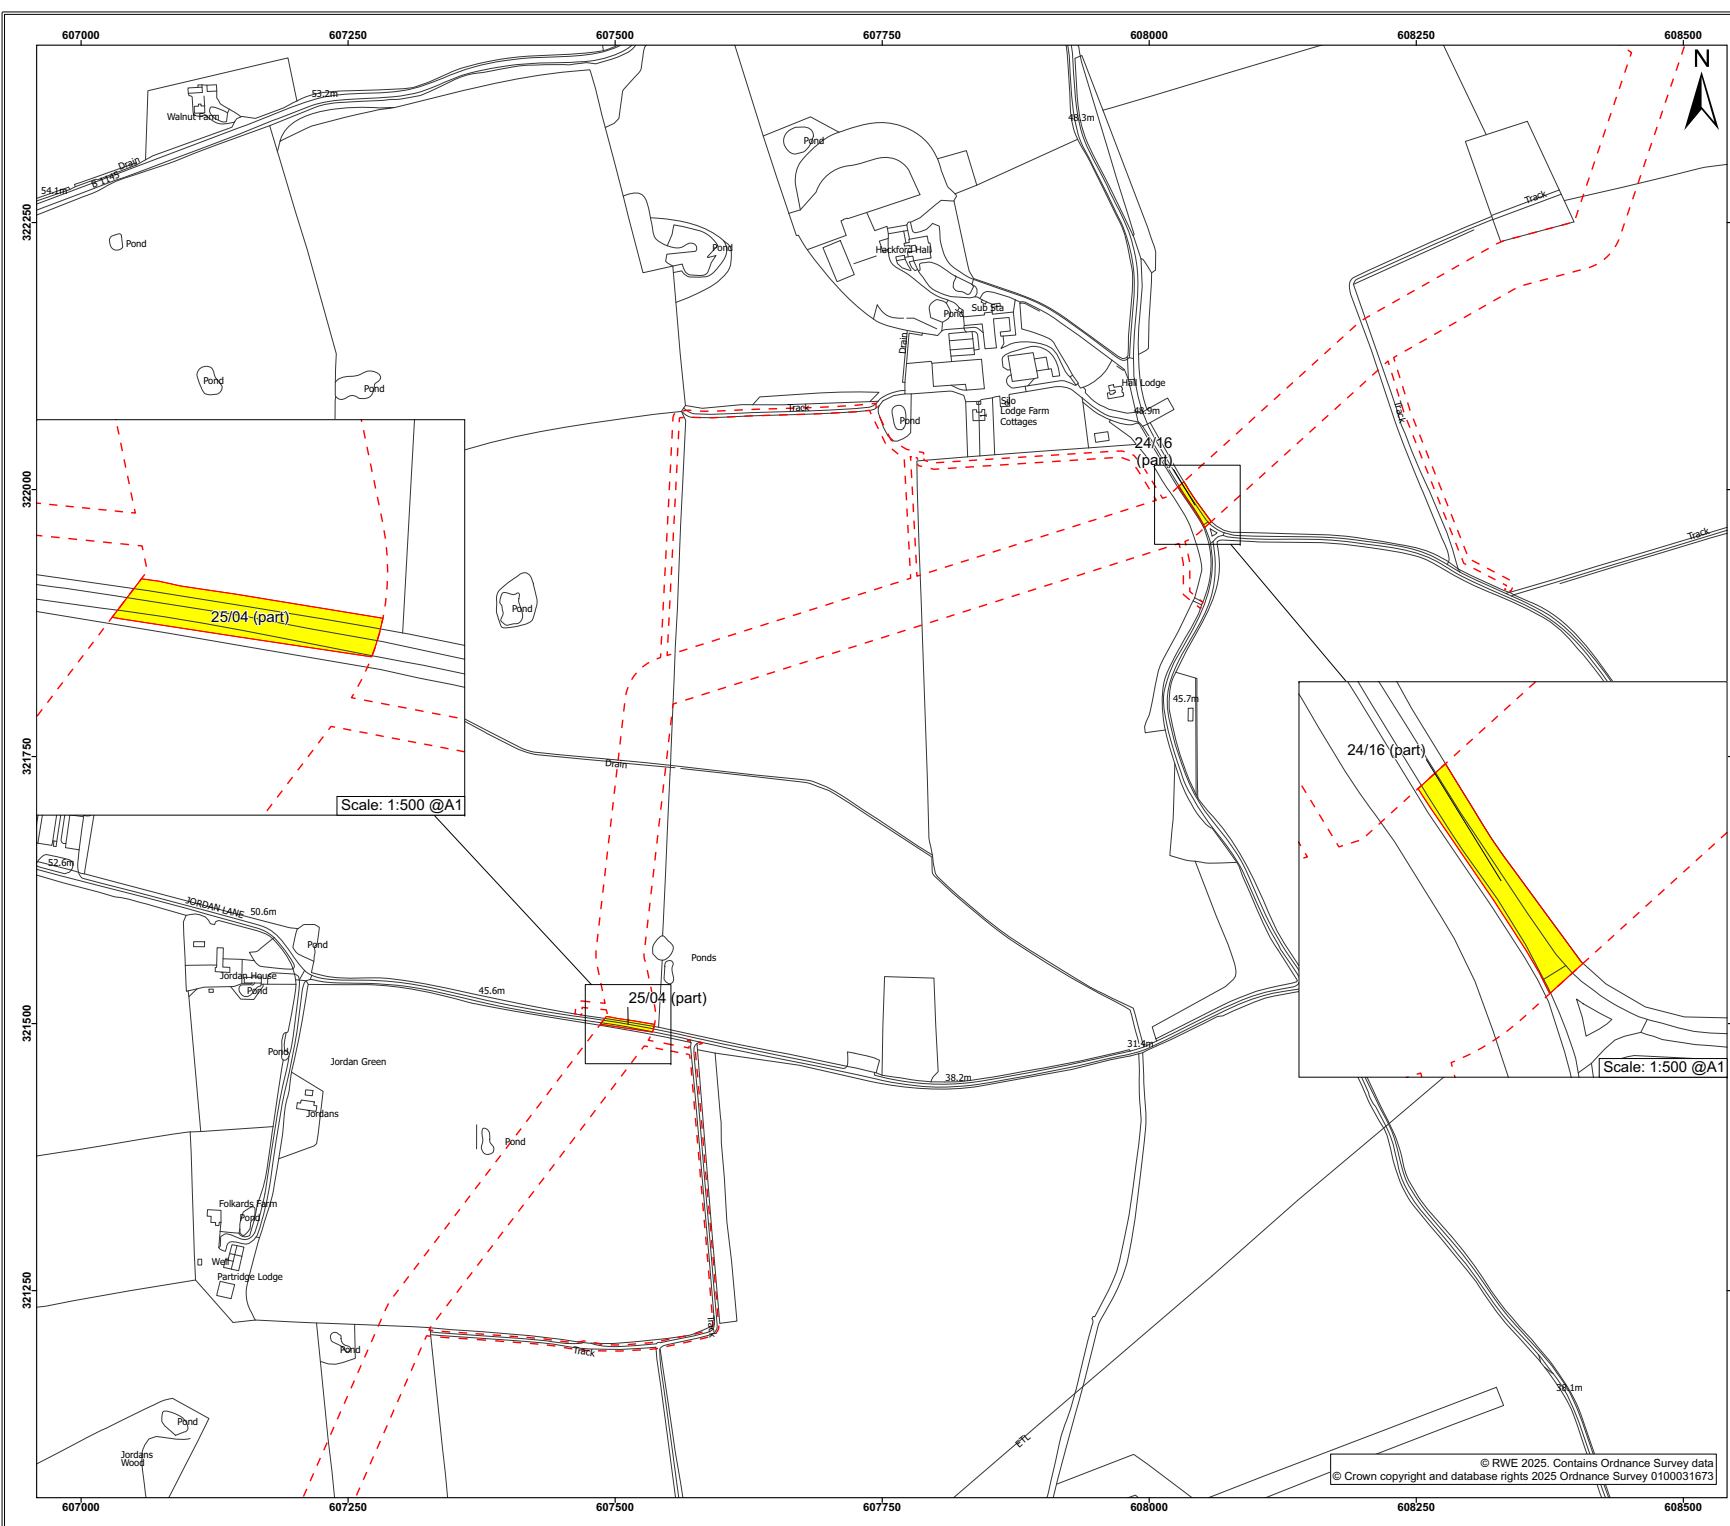 607000
607250
607500
607750
608000
608250
608500
N
53.2m
Walnut Farm
48.3m
Pond
Drain
B 1145
54.1m
Track
322250
Pond
Pond
Hackford Hall
Pond
Sub Sta
Drain
Pond
Pond
Hall Lodge
Track
Silo
Lodge Farm
Cottages
48.9m
Track
Pond
24/16
(part)
322000
Track
Pond
25/04 (part)
45.7m
321750
Drain
24/16 (part)
Scale: 1:500 @A1
52.6m
JORDAN LANE
50.6m
Pond
Ponds
Jordan House
Pond
45.6m
25/04 (part)
321500
Pond
Jordan Green
31.4m
38.2m
Scale: 1:500 @A1
Jordans
Pond
Folkards Farm
Pond
Well
Partridge Lodge
321250
Track
Pond
Track
38.1m
Pond
Jordans
Wood
ETL
© RWE 2025. Contains Ordnance Survey data
© Crown copyright and database rights 2025 Ordnance Survey 0100031673
607000
607250
607500
607750
608000
608250
608500